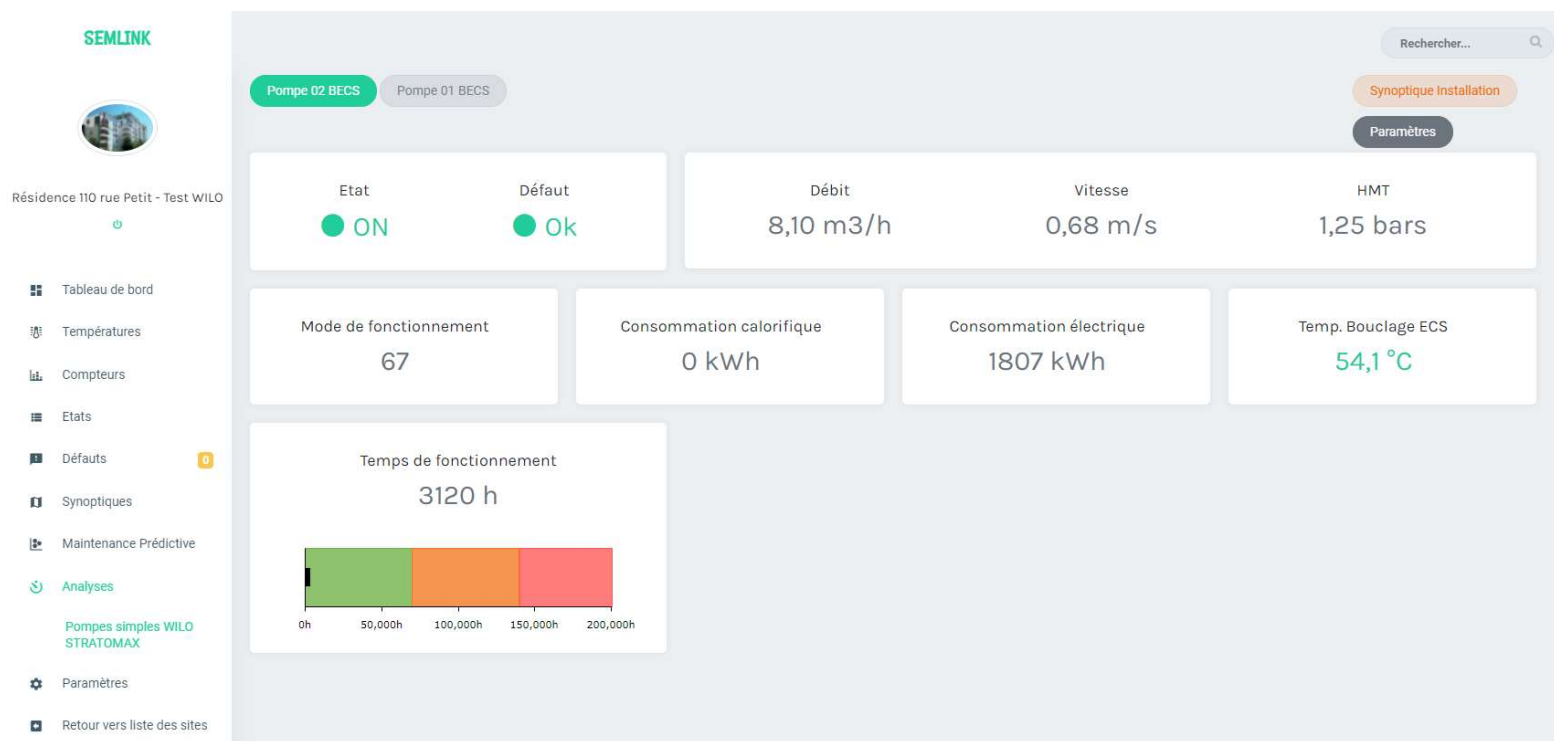 SEMLINK
Rechercher...
Pompe 02 BECS
Pompe 01 BECS
Synoptique Installation
Paramètres
Résidence 110 rue Petit - Test WILO
Tableau de bord
Températures
Compteurs
Etats
Défauts
0
Synoptiques
Maintenance Prédictive
Analyses
Pompes simples WILO
STRATOMAX
Paramètres
Retour vers liste des sites
Etat
ON
Défaut
Ok
Débit
8,10 m3/h
Vitesse
0,68 m/s
HMT
1,25 bars
Mode de fonctionnement
67
Consommation calorifique
0 kWh
Consommation électrique
1807 kWh
Temp. Bouclage ECS
54,1 °C
Temps de fonctionnement
3120 h
0h 50,000h 100,000h 150,000h 200,000h